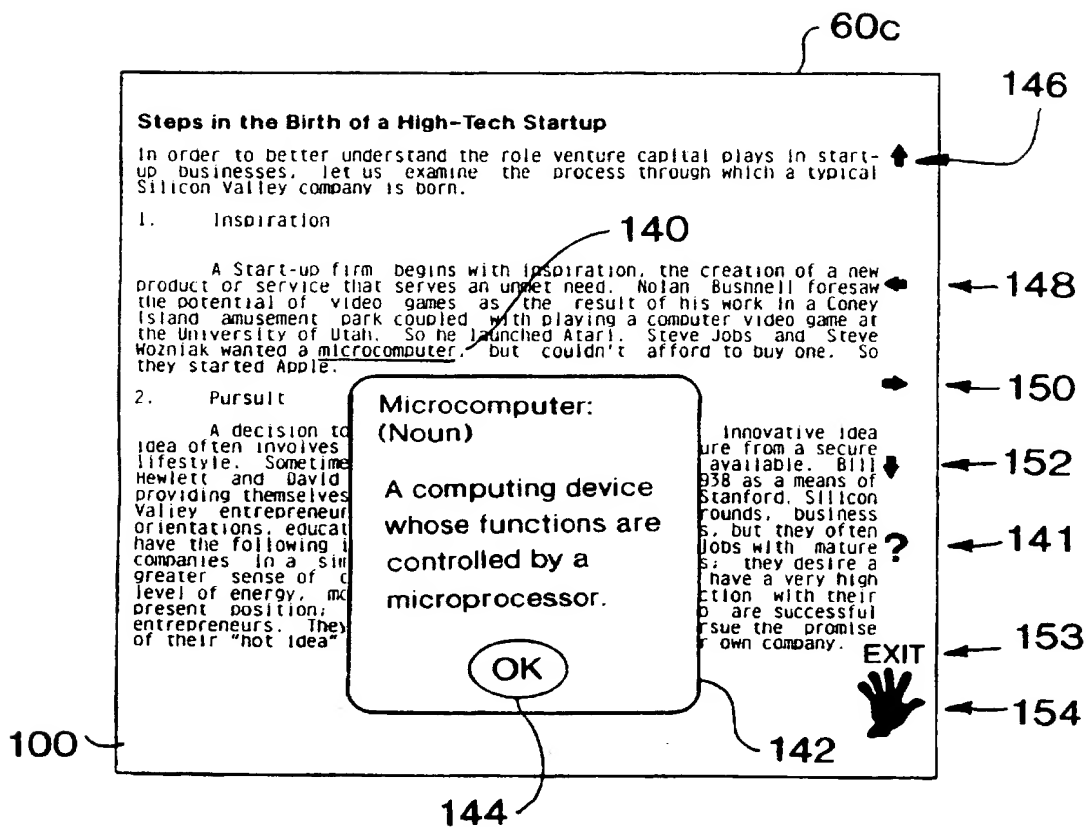 60c
146
Steps in the Birth of a High-Tech Startup
In order to better understand the role venture capital plays in start-
up businesses, let us examine the process through which a typical
Silicon Valley company is born.
1. Inspiration
140
A Start-up firm begins with inspiration, the creation of a new
product or service that serves an unmet need. Nolan Bushnell foresaw
148
the potential of video games as the result of his work in a Coney
Island amusement park coupled with playing a computer video game at
the University of Utah. So he launched Atari. Steve Jobs and Steve
Wozniak wanted a microcomputer, but couldn't afford to buy one. So
they started Apple.
150
2. Pursuit
Microcomputer:
(Noun)
A computing device
whose functions are
controlled by a
microprocessor.
OK
A decision to innovative idea
idea often involves ure from a secure
lifestyle. Sometime available. Bill
152
Hewlett and David 938 as a means of
providing themselves Stanford. Silicon
Valley entrepreneur rounds, business
orientations, educat s, but they often
have the following i jobs with mature
? 141
companies in a sim s; they desire a
greater sense of c have a very high
level of energy, mo ction with their
present position; o are successful
entrepreneurs. They rsue the promise
of their "hot idea" r own company.
EXIT 153
154
100
142
144